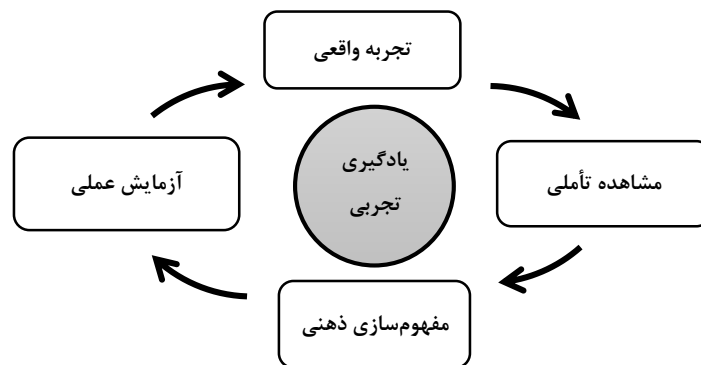 تجربه واقعی
مشاهده تأملی
یادگیری
تجربی
آزمایش عملی
مفهوم‌سازی ذهنی